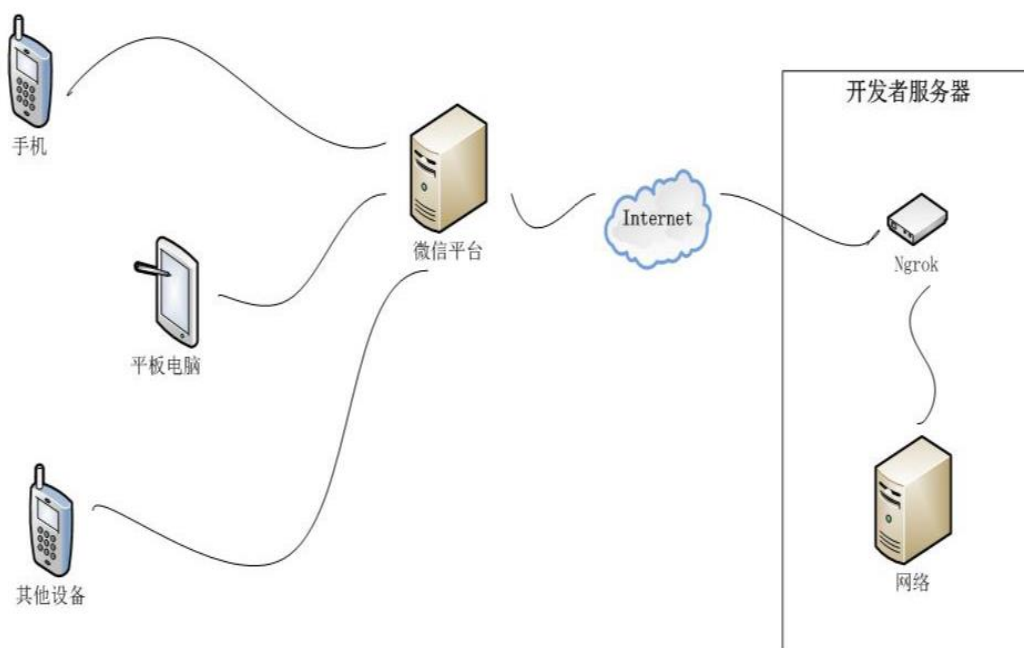 手机
开发者服务器
微信平台
Internet
Ngrok
平板电脑
其他设备
网络